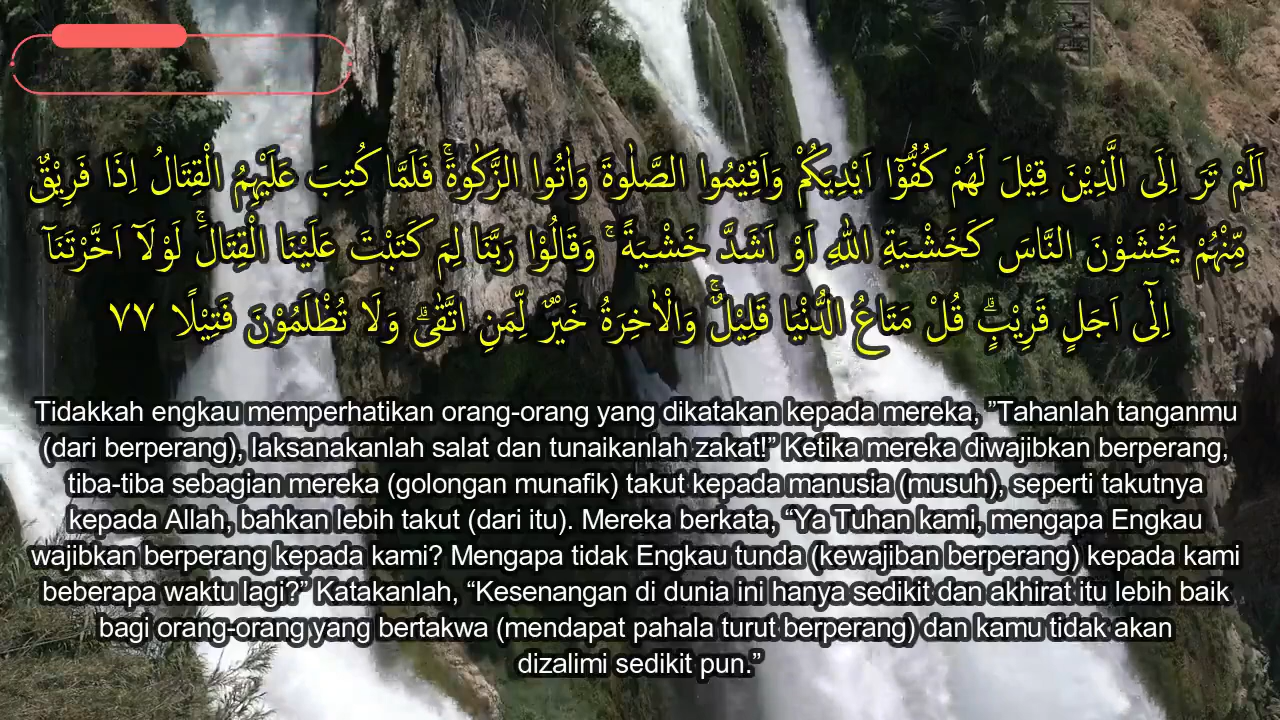 اَلَمْ تَرَ اِلَى الَّذِيْنَ قِيْلَ لَهُمْ كُفُّوْٓا اَيْدِيَكُمْ وَاَقِيْمُوا الصَّلٰوةَ وَاٰتُوا الزَّكٰوةَۚ فَلَمَّا كُتِبَ عَلَيْهِمُ الْقِتَالُ اِذَا فَرِيْقٌ
مِّنْهُمْ يَخْشَوْنَ النَّاسَ كَخَشْيَةِ اللّٰهِ اَوْ اَشَدَّ خَشْيَةً ۚ وَقَالُوْا رَبَّنَا لِمَ كَتَبْتَ عَلَيْنَا الْقِتَالَۚ لَوْلَآ اَخَّرْتَنَآ
اِلٰٓى اَجَلٍ قَرِيْبٍۗ قُلْ مَتَاعُ الدُّنْيَا قَلِيْلٌۚ وَالْاٰخِرَةُ خَيْرٌ لِّمَنِ اتَّقٰىۗ وَلَا تُظْلَمُوْنَ فَتِيْلًا ٧٧
Tidakkah engkau memperhatikan orang-orang yang dikatakan kepada mereka, ”Tahanlah tanganmu
(dari berperang), laksanakanlah salat dan tunaikanlah zakat!” Ketika mereka diwajibkan berperang,
tiba-tiba sebagian mereka (golongan munafik) takut kepada manusia (musuh), seperti takutnya
kepada Allah, bahkan lebih takut (dari itu). Mereka berkata, “Ya Tuhan kami, mengapa Engkau
wajibkan berperang kepada kami? Mengapa tidak Engkau tunda (kewajiban berperang) kepada kami
beberapa waktu lagi?” Katakanlah, “Kesenangan di dunia ini hanya sedikit dan akhirat itu lebih baik
bagi orang-orang yang bertakwa (mendapat pahala turut berperang) dan kamu tidak akan
dizalimi sedikit pun.”